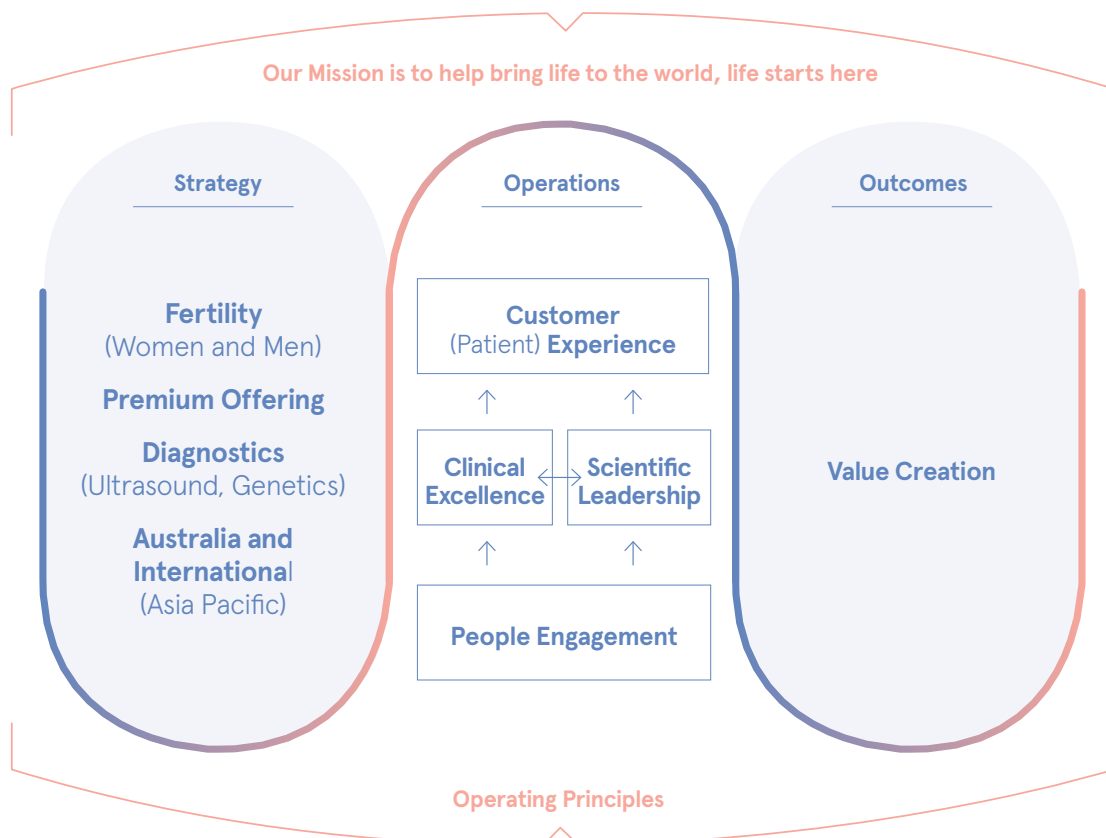 Our Mission is to help bring life to the world, life starts here
Strategy
Fertility
(Women and Men)
Premium Offering
Diagnostics
(Ultrasound, Genetics)
Australia and
International
(Asia Pacific)
Operations
Customer
(Patient) Experience
Clinical
Excellence
Scientific
Leadership
People Engagement
Outcomes
Value Creation
Operating Principles